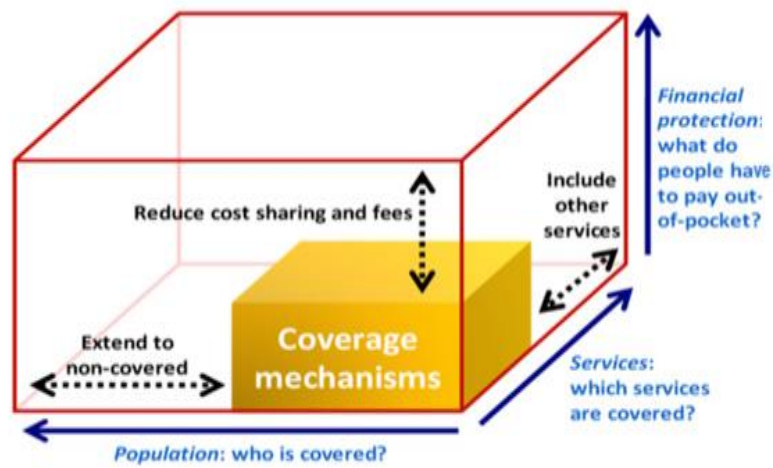 Financial
protection:
what do
people have
to pay out-
of-pocket?
Include
other
services
Reduce cost sharing and fees
Extend to
non-covered
Coverage
mechanisms
Services:
which services
are covered?
Population: who is covered?